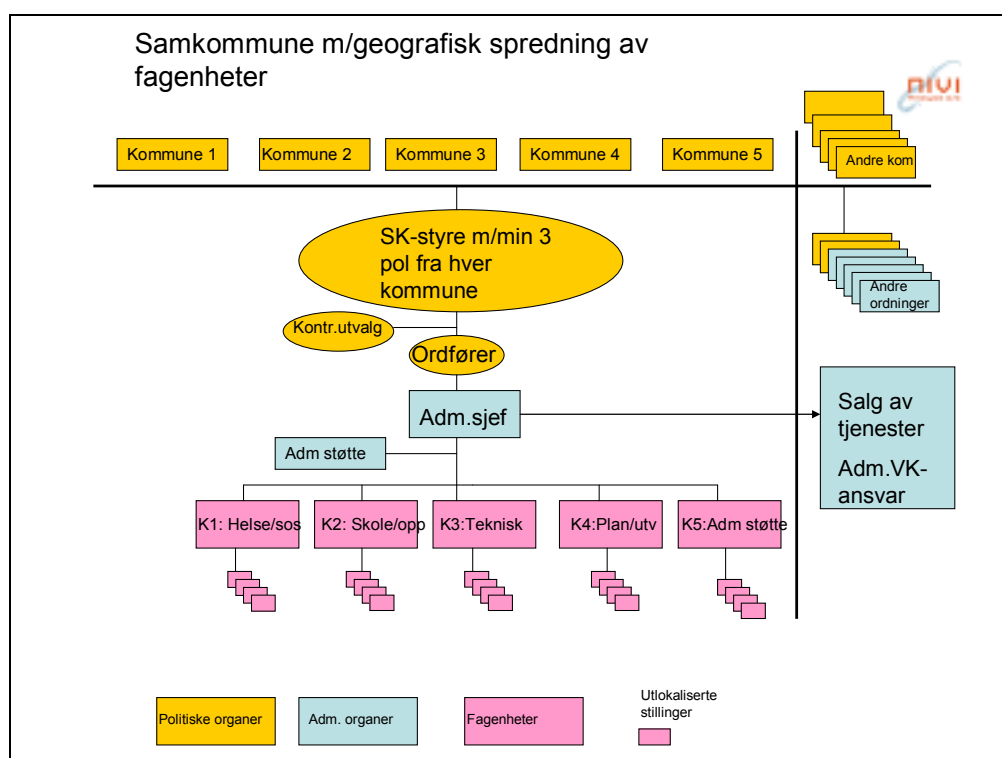 Samkommune m/geografisk spredning av
fagenheter
NIVI
Kommune 1
Kommune 2
Kommune 3
Kommune 4
Kommune 5
Andre kom
SK-styre m/min 3
pol fra hver
kommune
Andre
ordninger
Kontr.utvalg
Ordfører
Adm.sjef
Salg av
tjenester
Adm.VK-
ansvar
Adm støtte
K1: Helse/sos
K2: Skole/opp
K3:Teknisk
K4:Plan/utv
K5:Adm støtte
Politiske organer
Adm. organer
Fagenheter
Utlokaliserte
stillinger